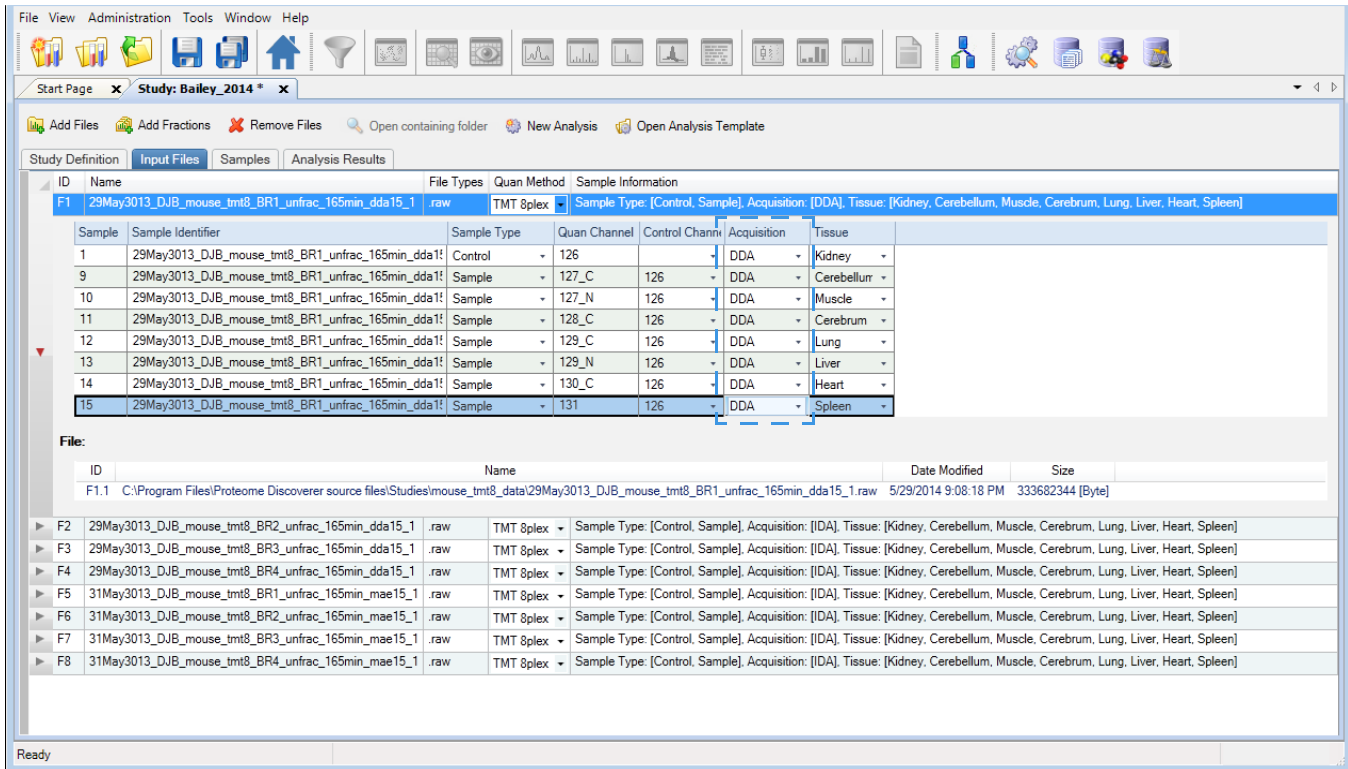 File View Administration Tools Window Help
Start Page x Study: Bailey_2014 * x
Add Files Add Fractions Remove Files Open containing folder New Analysis Open Analysis Template
Study Definition Input Files Samples Analysis Results
ID Name File Types Quan Method Sample Information
F1 29May3013_DJB_mouse_tmt8_BR1_unfrac_165min_dda15_1 .raw TMT 8plex Sample Type: [Control, Sample], Acquisition: [DDA], Tissue: [Kidney, Cerebellum, Muscle, Cerebrum, Lung, Liver, Heart, Spleen]
Sample Sample Identifier Sample Type Quan Channel Control Channe Acquisition Tissue
1 29May3013_DJB_mouse_tmt8_BR1_unfrac_165min_dda15 Control 126 DDA Kidney
9 29May3013_DJB_mouse_tmt8_BR1_unfrac_165min_dda15 Sample 127_C 126 DDA Cerebellum
10 29May3013_DJB_mouse_tmt8_BR1_unfrac_165min_dda15 Sample 127_N 126 DDA Muscle
11 29May3013_DJB_mouse_tmt8_BR1_unfrac_165min_dda15 Sample 128_C 126 DDA Cerebrum
12 29May3013_DJB_mouse_tmt8_BR1_unfrac_165min_dda15 Sample 129_C 126 DDA Lung
13 29May3013_DJB_mouse_tmt8_BR1_unfrac_165min_dda15 Sample 129_N 126 DDA Liver
14 29May3013_DJB_mouse_tmt8_BR1_unfrac_165min_dda15 Sample 130_C 126 DDA Heart
15 29May3013_DJB_mouse_tmt8_BR1_unfrac_165min_dda15 Sample 131 126 DDA Spleen
File:
ID Name Date Modified Size
F1.1 C:\Program Files\Proteome Discoverer source files\Studies\mouse_tmt8_data\29May3013_DJB_mouse_tmt8_BR1_unfrac_165min_dda15_1.raw 5/29/2014 9:08:18 PM 333682344 [Byte]
F2 29May3013_DJB_mouse_tmt8_BR2_unfrac_165min_dda15_1 .raw TMT 8plex Sample Type: [Control, Sample], Acquisition: [IDA], Tissue: [Kidney, Cerebellum, Muscle, Cerebrum, Lung, Liver, Heart, Spleen]
F3 29May3013_DJB_mouse_tmt8_BR3_unfrac_165min_dda15_1 .raw TMT 8plex Sample Type: [Control, Sample], Acquisition: [IDA], Tissue: [Kidney, Cerebellum, Muscle, Cerebrum, Lung, Liver, Heart, Spleen]
F4 29May3013_DJB_mouse_tmt8_BR4_unfrac_165min_dda15_1 .raw TMT 8plex Sample Type: [Control, Sample], Acquisition: [IDA], Tissue: [Kidney, Cerebellum, Muscle, Cerebrum, Lung, Liver, Heart, Spleen]
F5 31May3013_DJB_mouse_tmt8_BR1_unfrac_165min_mae15_1 .raw TMT 8plex Sample Type: [Control, Sample], Acquisition: [IDA], Tissue: [Kidney, Cerebellum, Muscle, Cerebrum, Lung, Liver, Heart, Spleen]
F6 31May3013_DJB_mouse_tmt8_BR2_unfrac_165min_mae15_1 .raw TMT 8plex Sample Type: [Control, Sample], Acquisition: [IDA], Tissue: [Kidney, Cerebellum, Muscle, Cerebrum, Lung, Liver, Heart, Spleen]
F7 31May3013_DJB_mouse_tmt8_BR3_unfrac_165min_mae15_1 .raw TMT 8plex Sample Type: [Control, Sample], Acquisition: [IDA], Tissue: [Kidney, Cerebellum, Muscle, Cerebrum, Lung, Liver, Heart, Spleen]
F8 31May3013_DJB_mouse_tmt8_BR4_unfrac_165min_mae15_1 .raw TMT 8plex Sample Type: [Control, Sample], Acquisition: [IDA], Tissue: [Kidney, Cerebellum, Muscle, Cerebrum, Lung, Liver, Heart, Spleen]
Ready